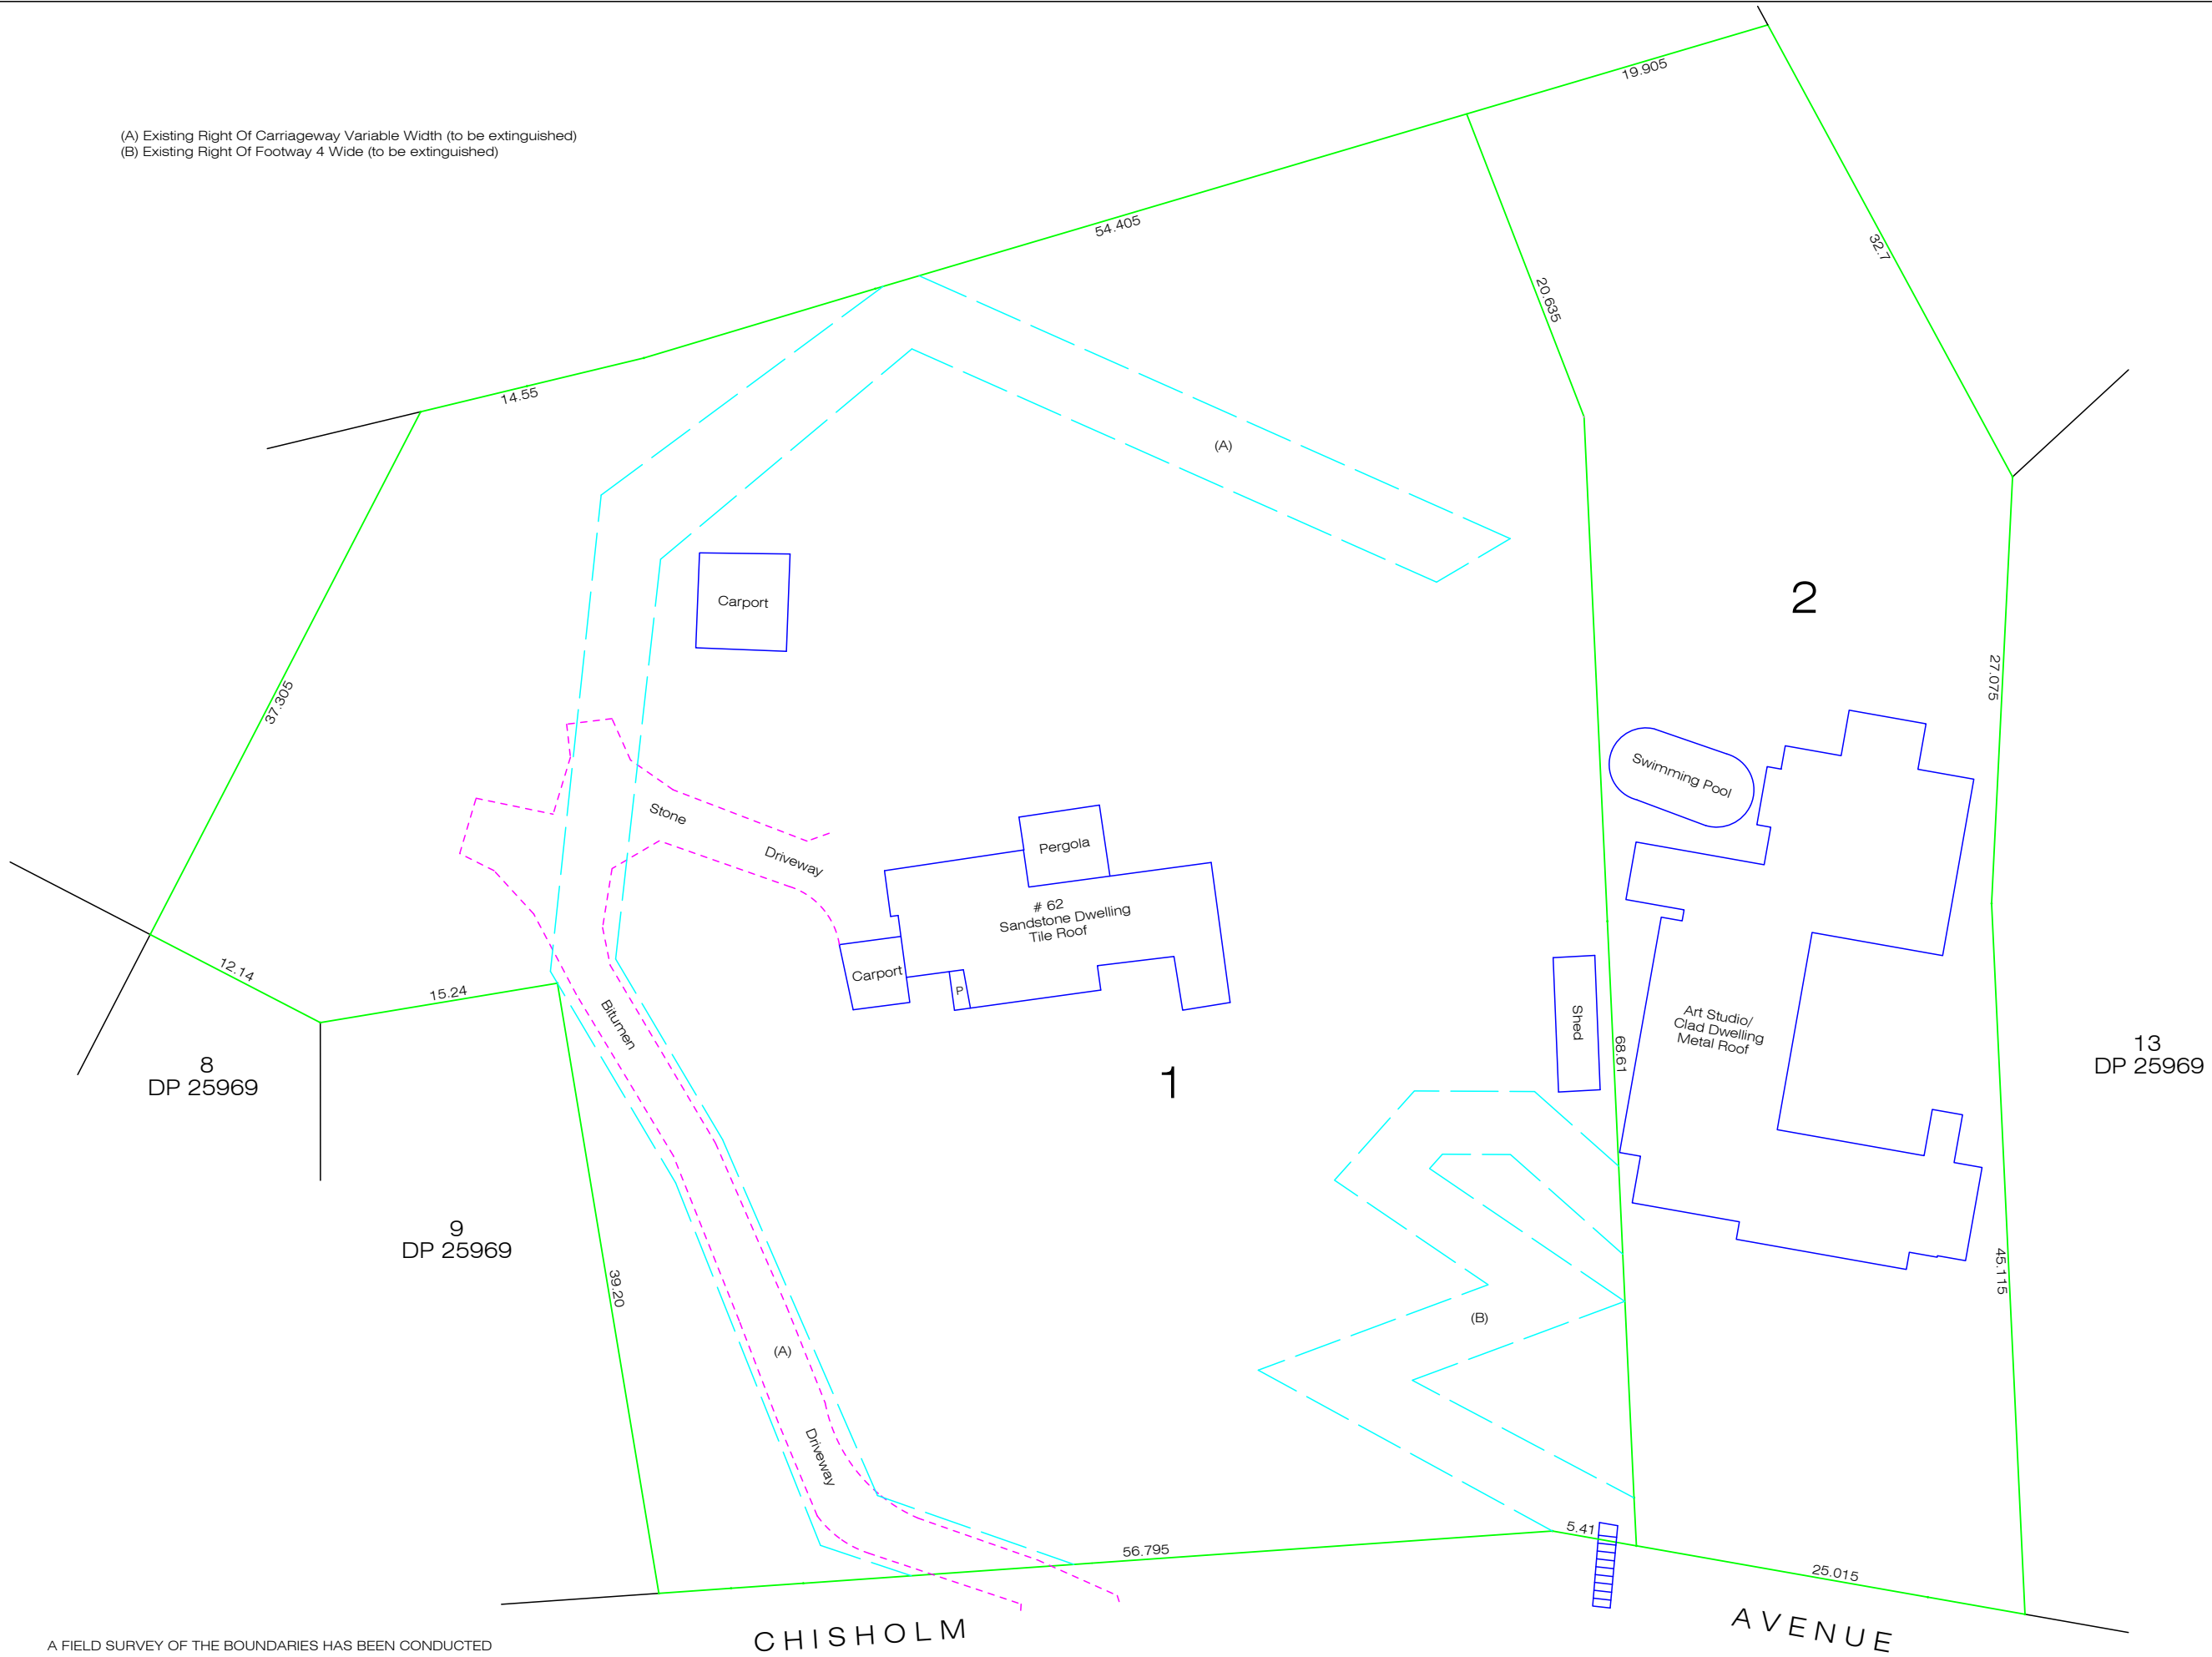 19.905
(A) Existing Right Of Carriageway Variable Width (to be extinguished)
(B) Existing Right Of Footway 4 Wide (to be extinguished)
54.405
32.7
20.635
14.55
(A)
Carport
2
27.075
37.305
Swimming Pool
Stone
Driveway
Pergola
# 62
Sandstone Dwelling
Tile Roof
Carport
P
12.14
15.24
Bitumen
Shed
68.61
Art Studio/
Clad Dwelling
Metal Roof
8
DP 25969
1
13
DP 25969
9
DP 25969
39.20
45.115
(B)
(A)
Driveway
5.41
56.795
25.015
CHISHOLM
AVENUE
A FIELD SURVEY OF THE BOUNDARIES HAS BEEN CONDUCTED